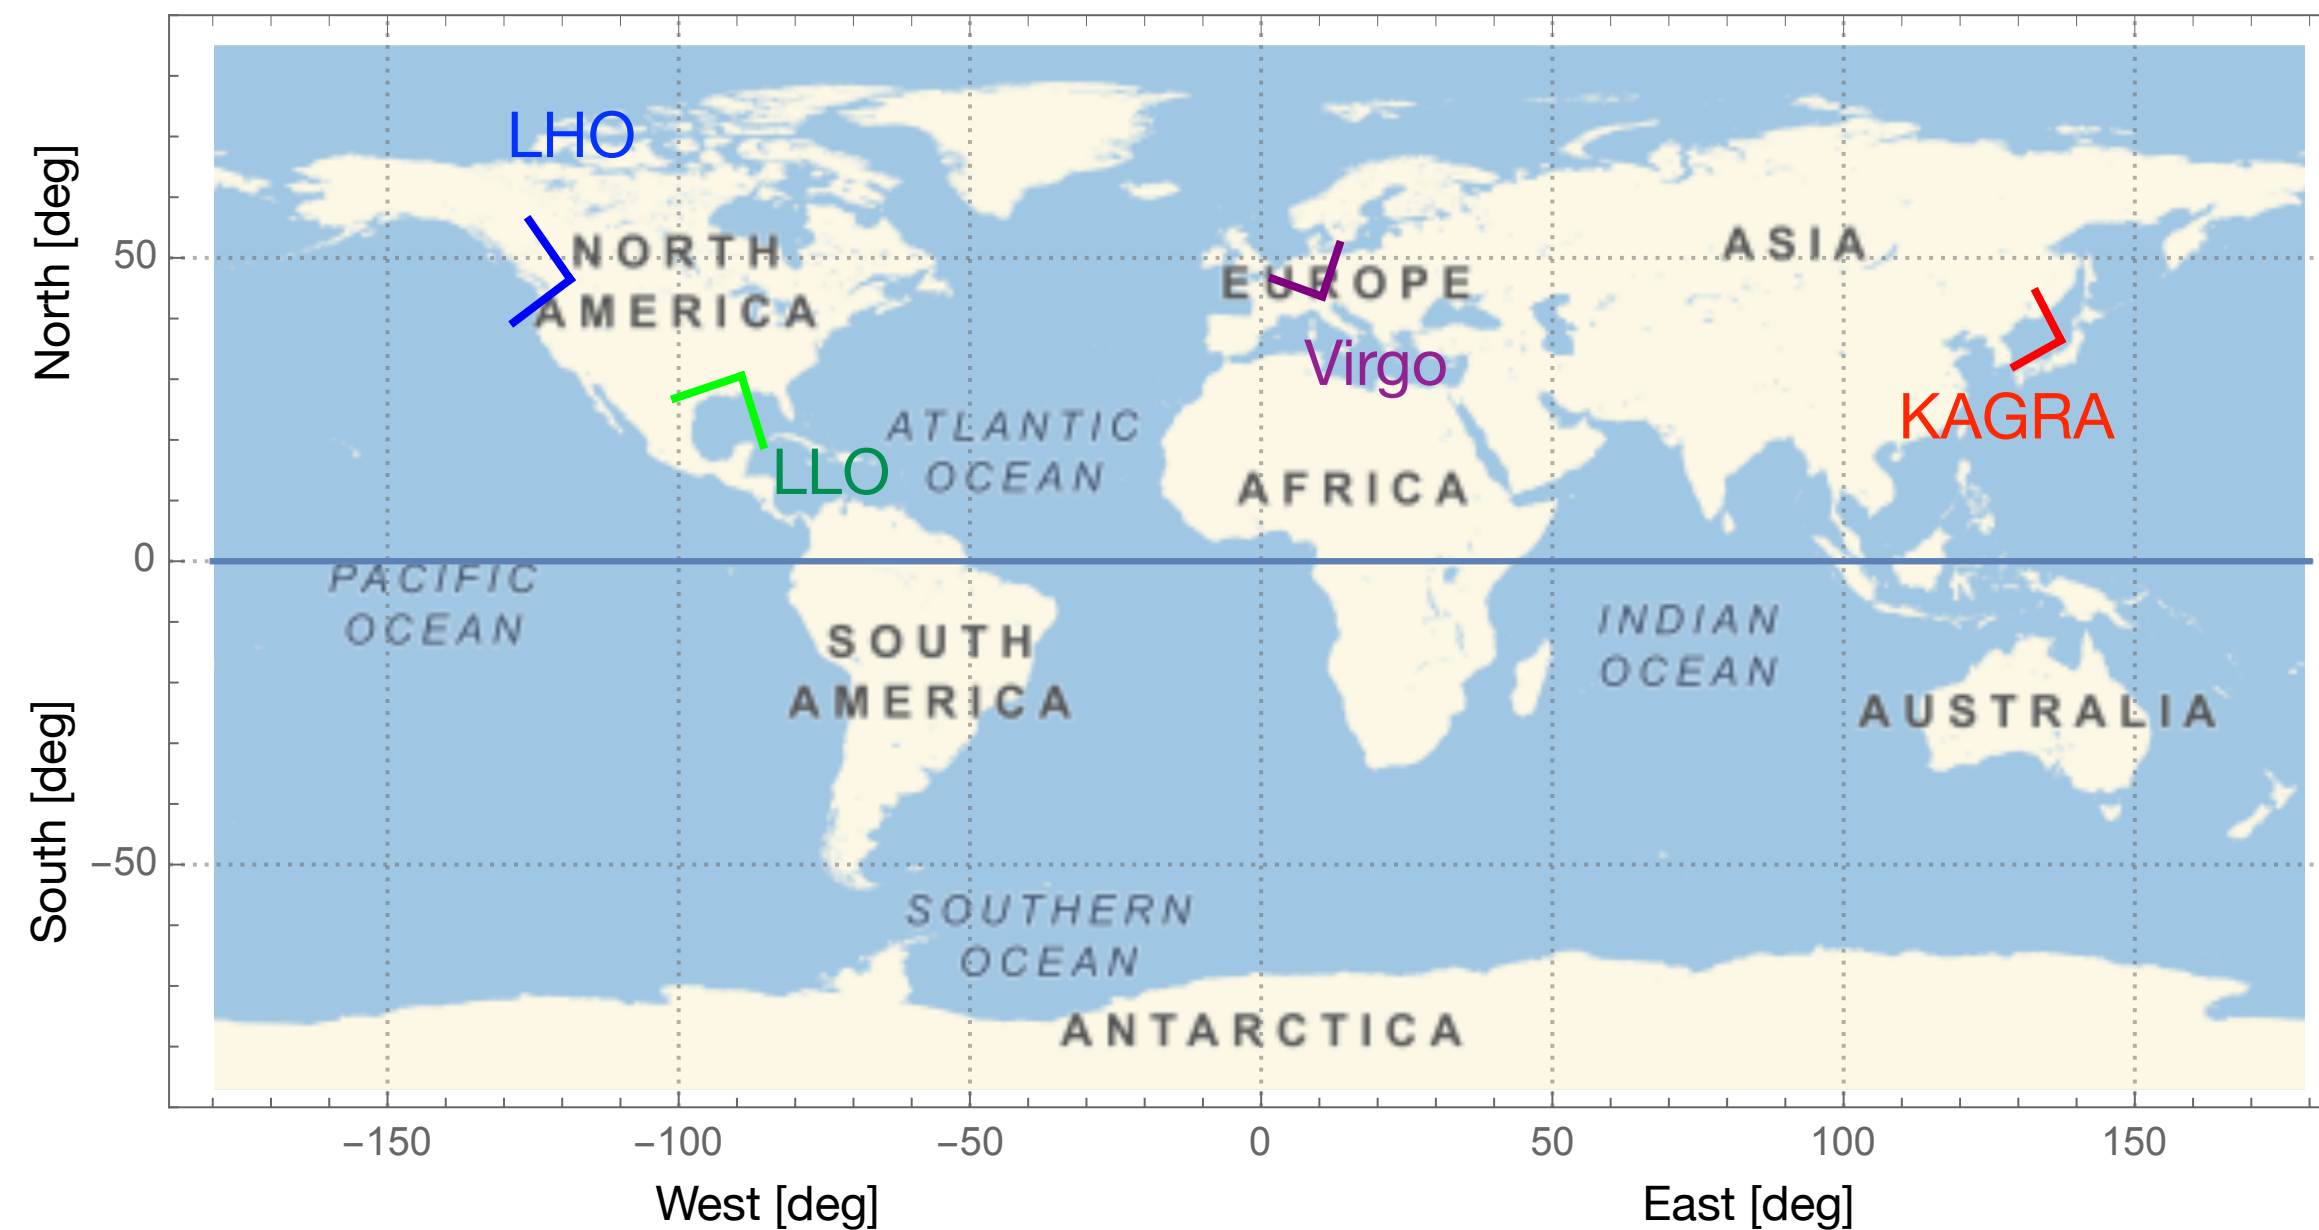 LHO
North [deg]
50
NORTH
AMERICA
ASIA
EUROPE
Virgo
KAGRA
LLO
ATLANTIC
OCEAN
AFRICA
0
PACIFIC
OCEAN
INDIAN
OCEAN
SOUTH
AMERICA
AUSTRALIA
South [deg]
−50
SOUTHERN
OCEAN
ANTARCTICA
−150 −100 −50 0 50 100 150
West [deg] East [deg]